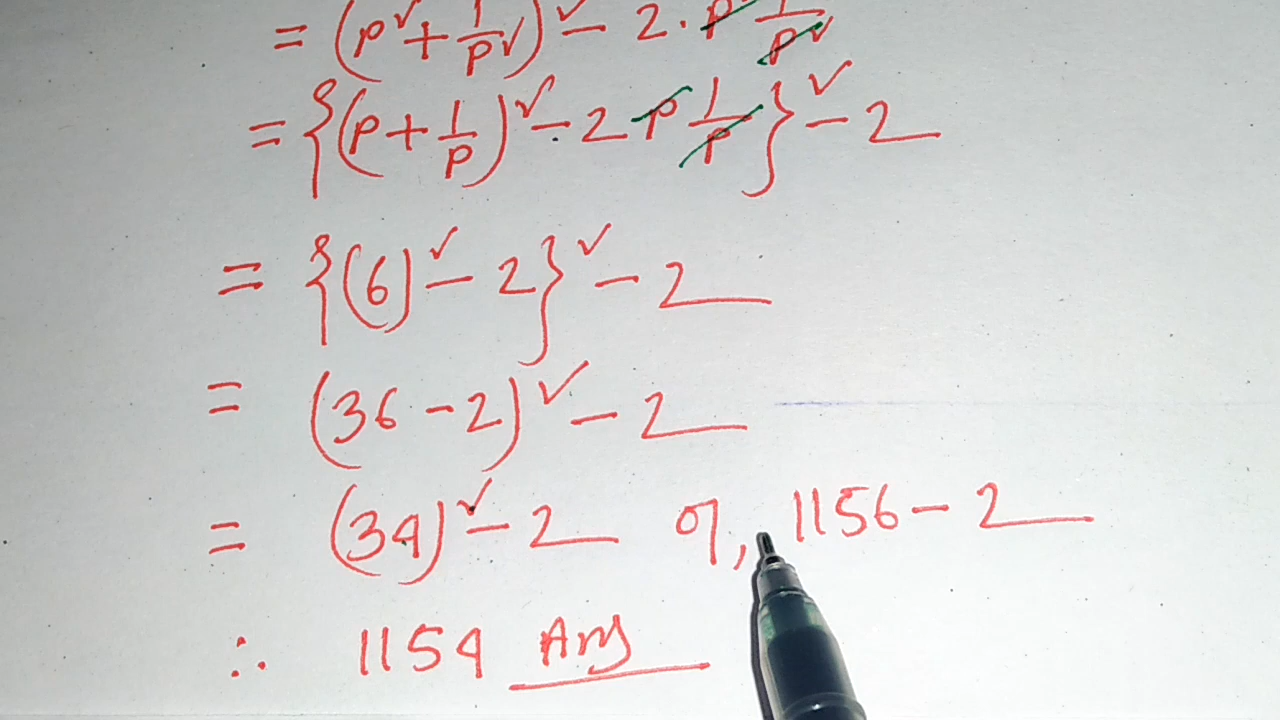 = (p² + 1/p²)² - 2 · p² 1/p²
= {(p + 1/p)² - 2 p 1/p}² - 2
= {(6)² - 2}² - 2
= (36 - 2)² - 2
= (34)² - 2 or, 1156 - 2
∴ 1154 Ans